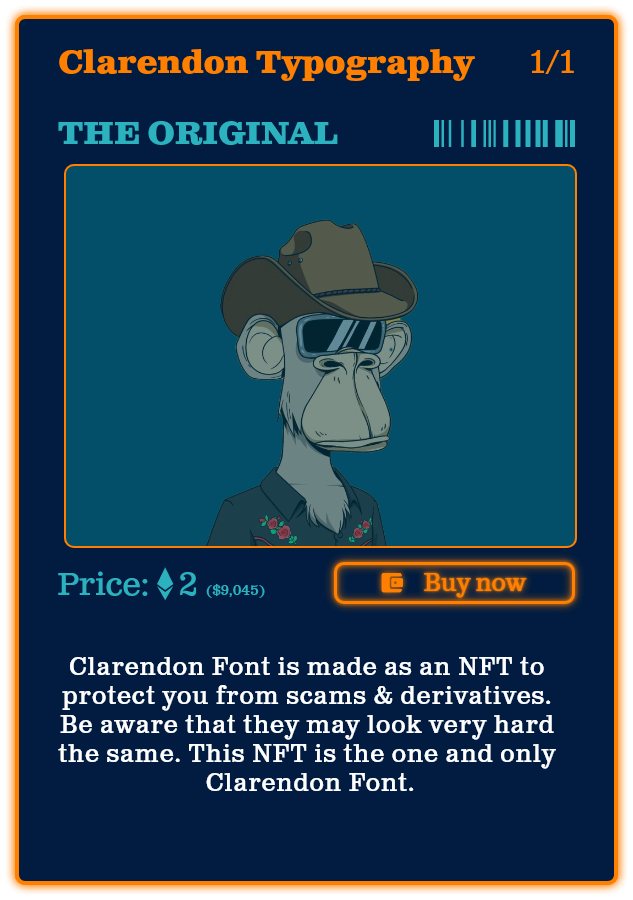 Clarendon Typography 1/1
THE ORIGINAL
Price: 2 ($9,045) Buy now
Clarendon Font is made as an NFT to
protect you from scams & derivatives.
Be aware that they may look very hard
the same. This NFT is the one and only
Clarendon Font.